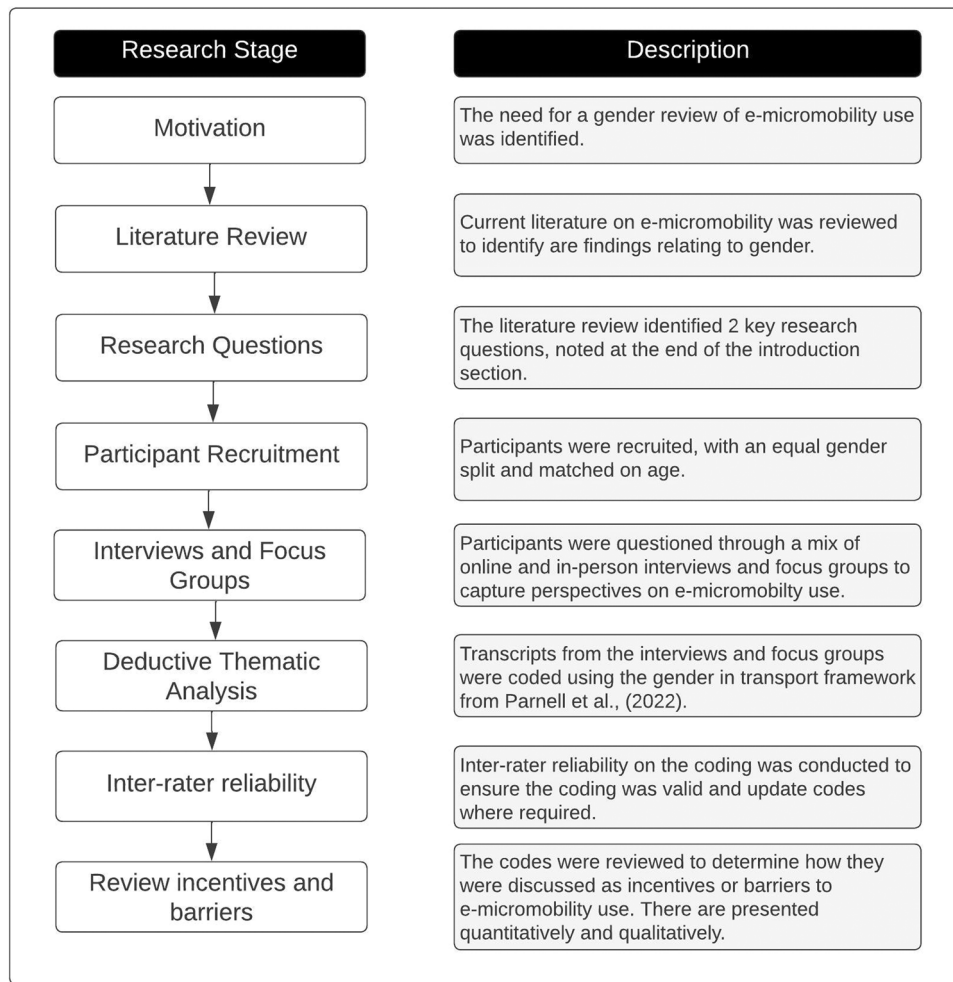 Research Stage
Description
Motivation
The need for a gender review of e-micromobility use
was identified.
Literature Review
Current literature on e-micromobility was reviewed
to identify are findings relating to gender.
Research Questions
The literature review identified 2 key research
questions, noted at the end of the introduction
section.
Participant Recruitment
Participants were recruited, with an equal gender
split and matched on age.
Interviews and Focus
Groups
Participants were questioned through a mix of
online and in-person interviews and focus groups to
capture perspectives on e-micromobilty use.
Deductive Thematic
Analysis
Transcripts from the interviews and focus groups
were coded using the gender in transport framework
from Parnell et al., (2022).
Inter-rater reliability
Inter-rater reliability on the coding was conducted to
ensure the coding was valid and update codes
where required.
Review incentives and
barriers
The codes were reviewed to determine how they
were discussed as incentives or barriers to
e-micromobility use. There are presented
quantitatively and qualitatively.